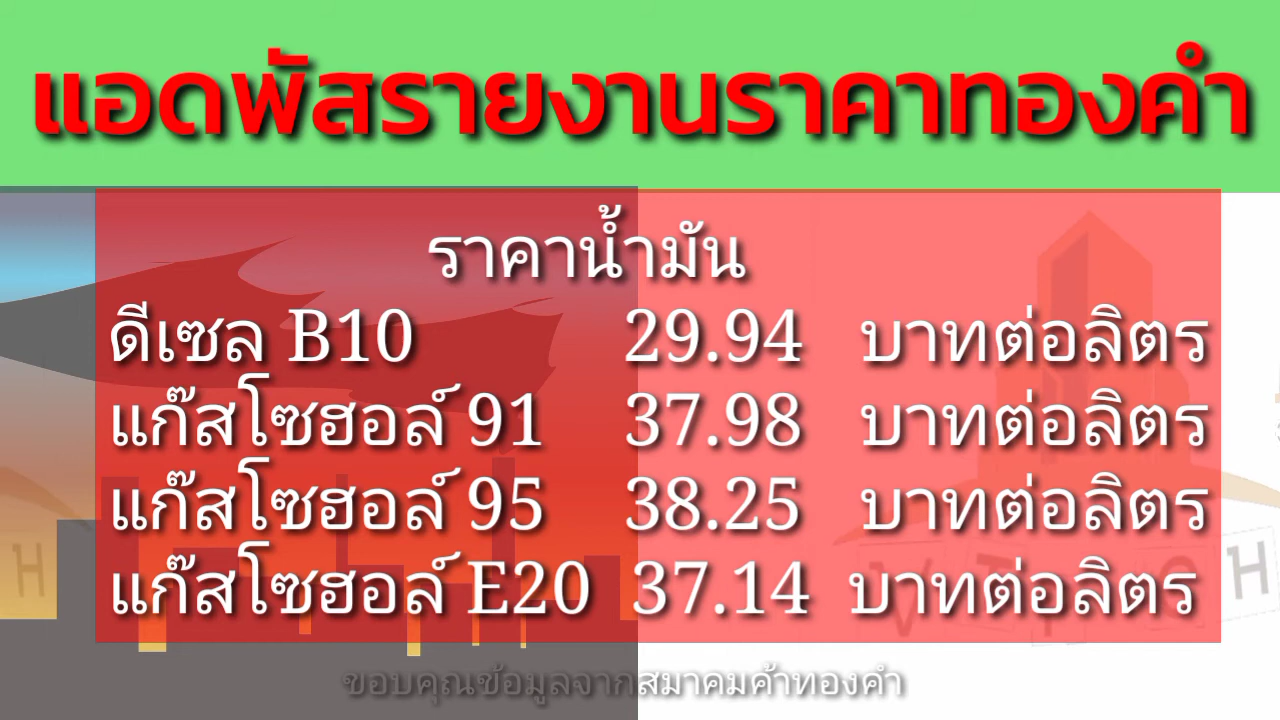 แอดพัสรายงานราคาทองคำ
ราคาน้ำมัน
ดีเซล B10 29.94 บาทต่อลิตร
แก๊สโซฮอล์ 91 37.98 บาทต่อลิตร
แก๊สโซฮอล์ 95 38.25 บาทต่อลิตร
แก๊สโซฮอล์ E20 37.14 บาทต่อลิตร
ขอบคุณข้อมูลจากสมาคมค้าทองคำ